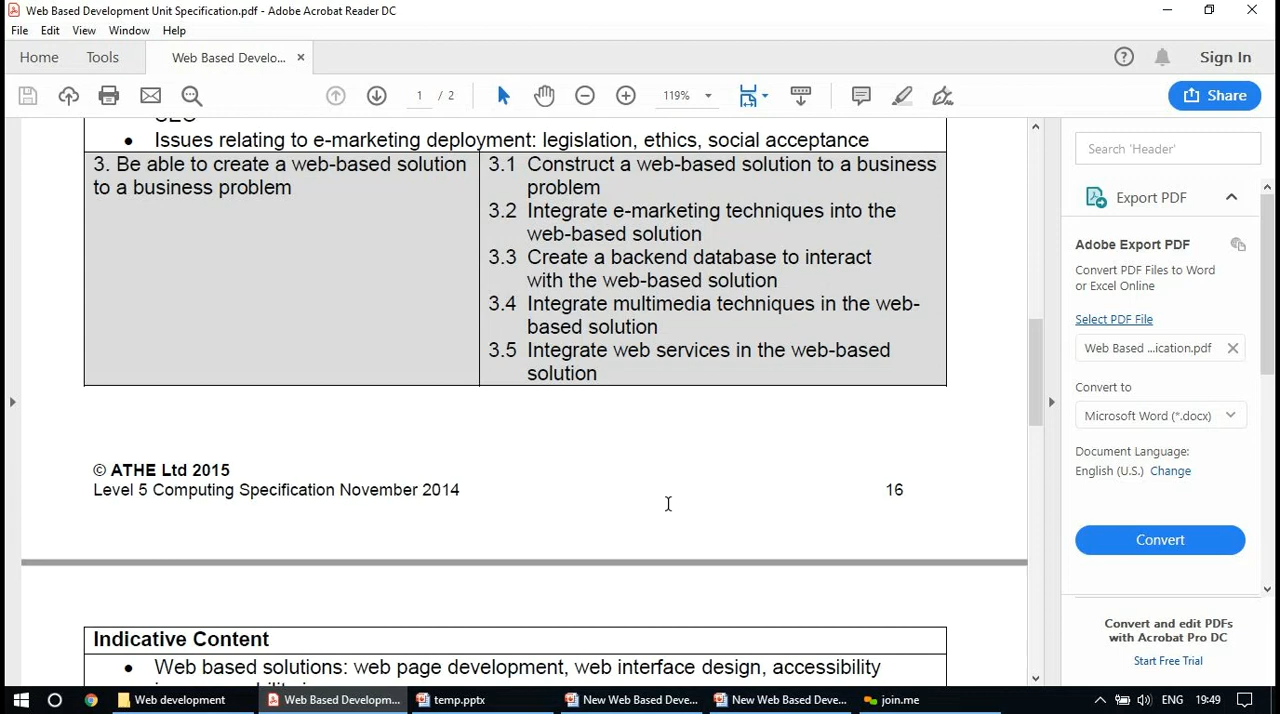 Web Based Development Unit Specification.pdf - Adobe Acrobat Reader DC
File Edit View Window Help
Home Tools Web Based Develo... × Sign In
1 / 2 119% Share
Issues relating to e-marketing deployment: legislation, ethics, social acceptance
3. Be able to create a web-based solution
to a business problem
3.1 Construct a web-based solution to a business
problem
3.2 Integrate e-marketing techniques into the
web-based solution
3.3 Create a backend database to interact
with the web-based solution
3.4 Integrate multimedia techniques in the web-
based solution
3.5 Integrate web services in the web-based
solution
© ATHE Ltd 2015
Level 5 Computing Specification November 2014 16
Indicative Content
• Web based solutions: web page development, web interface design, accessibility
Search 'Header'
Export PDF
Adobe Export PDF
Convert PDF Files to Word
or Excel Online
Select PDF File
Web Based ...ication.pdf
Convert to
Microsoft Word (*.docx)
Document Language:
English (U.S.) Change
Convert
Convert and edit PDFs
with Acrobat Pro DC
Start Free Trial
Web development Web Based Developm... temp.pptx New Web Based Deve... New Web Based Deve... join.me ENG 19:49